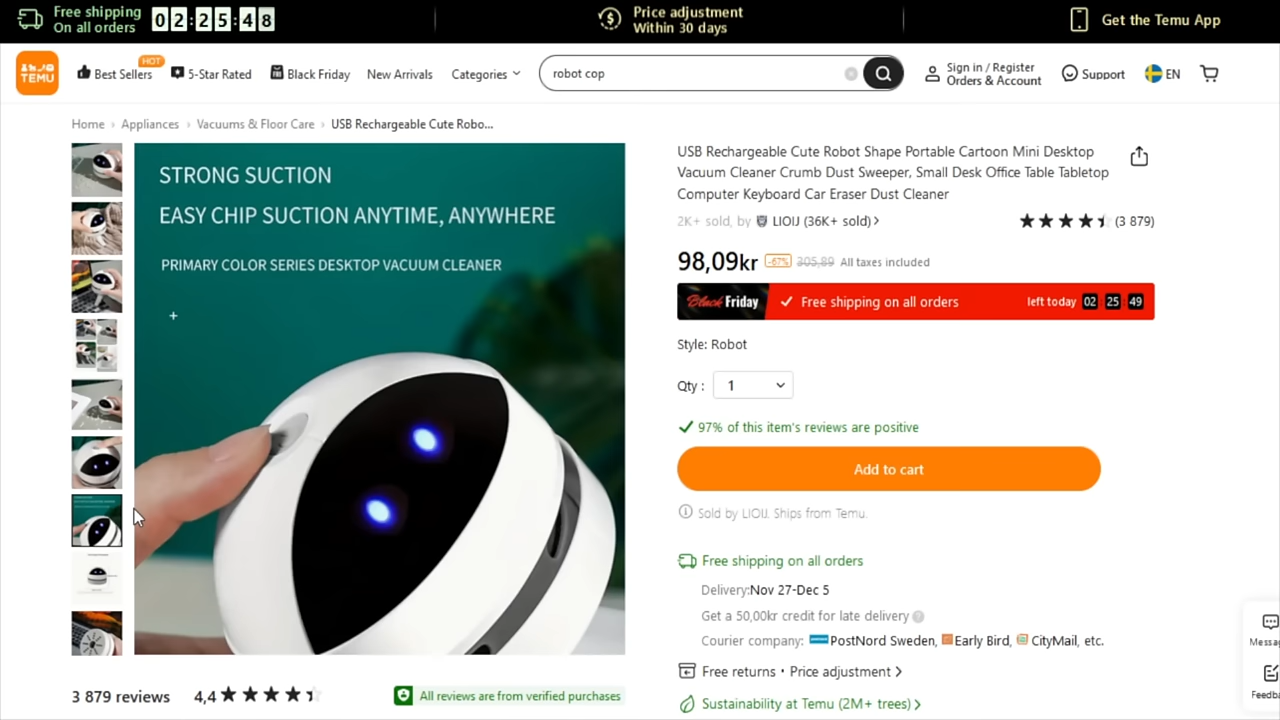 Free shipping
On all orders
02:25:48
Price adjustment
Within 30 days
Get the Temu App
TEMU
Best Sellers
HOT
5-Star Rated
Black Friday
New Arrivals
Categories
robot cop
Sign in / Register
Orders & Account
Support
EN
Home › Appliances › Vacuums & Floor Care › USB Rechargeable Cute Robo...
STRONG SUCTION
EASY CHIP SUCTION ANYTIME, ANYWHERE
PRIMARY COLOR SERIES DESKTOP VACUUM CLEANER
+
USB Rechargeable Cute Robot Shape Portable Cartoon Mini Desktop
Vacuum Cleaner Crumb Dust Sweeper, Small Desk Office Table Tabletop
Computer Keyboard Car Eraser Dust Cleaner
2K+ sold, by LIOIJ (36K+ sold) >
(3 879)
98,09kr -67% 305,89 All taxes included
Black Friday Free shipping on all orders left today 02 25 49
Style: Robot
Qty : 1
97% of this item's reviews are positive
Add to cart
Sold by LIOIJ. Ships from Temu.
Free shipping on all orders
Delivery:Nov 27-Dec 5
Get a 50,00kr credit for late delivery ?
Courier company: PostNord Sweden, Early Bird, CityMail, etc.
Free returns • Price adjustment >
Sustainability at Temu (2M+ trees) >
3 879 reviews 4,4
All reviews are from verified purchases
Messag
Feedb